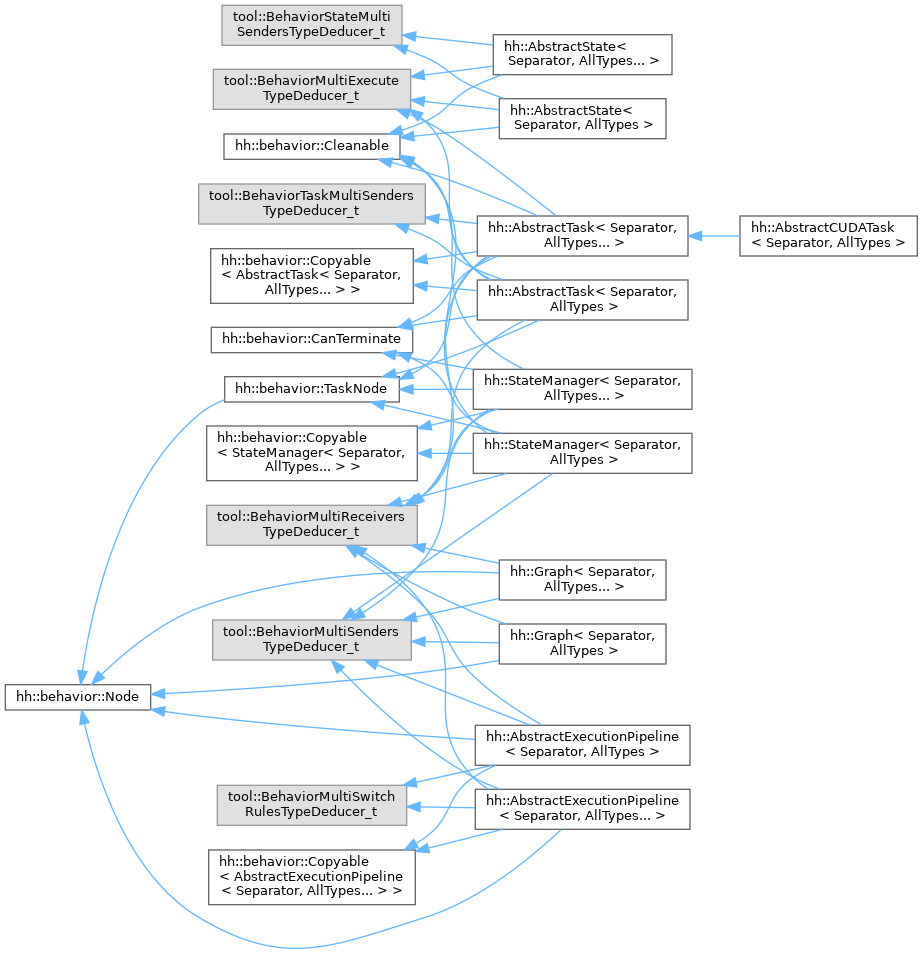 tool::BehaviorStateMulti
SendersTypeDeducer_t
hh::AbstractState<
Separator, AllTypes... >
tool::BehaviorMultiExecute
TypeDeducer_t
hh::AbstractState<
Separator, AllTypes >
hh::behavior::Cleanable
tool::BehaviorTaskMultiSenders
TypeDeducer_t
hh::AbstractTask< Separator,
AllTypes... >
hh::AbstractCUDATask
< Separator, AllTypes >
hh::behavior::Copyable
< AbstractTask< Separator,
AllTypes... > >
hh::AbstractTask< Separator,
AllTypes >
hh::behavior::CanTerminate
hh::behavior::TaskNode
hh::StateManager< Separator,
AllTypes... >
hh::behavior::Copyable
< StateManager< Separator,
AllTypes... > >
hh::StateManager< Separator,
AllTypes >
tool::BehaviorMultiReceivers
TypeDeducer_t
hh::Graph< Separator,
AllTypes... >
tool::BehaviorMultiSenders
TypeDeducer_t
hh::Graph< Separator,
AllTypes >
hh::behavior::Node
hh::AbstractExecutionPipeline
< Separator, AllTypes >
tool::BehaviorMultiSwitch
RulesTypeDeducer_t
hh::AbstractExecutionPipeline
< Separator, AllTypes... >
hh::behavior::Copyable
< AbstractExecutionPipeline
< Separator, AllTypes... > >